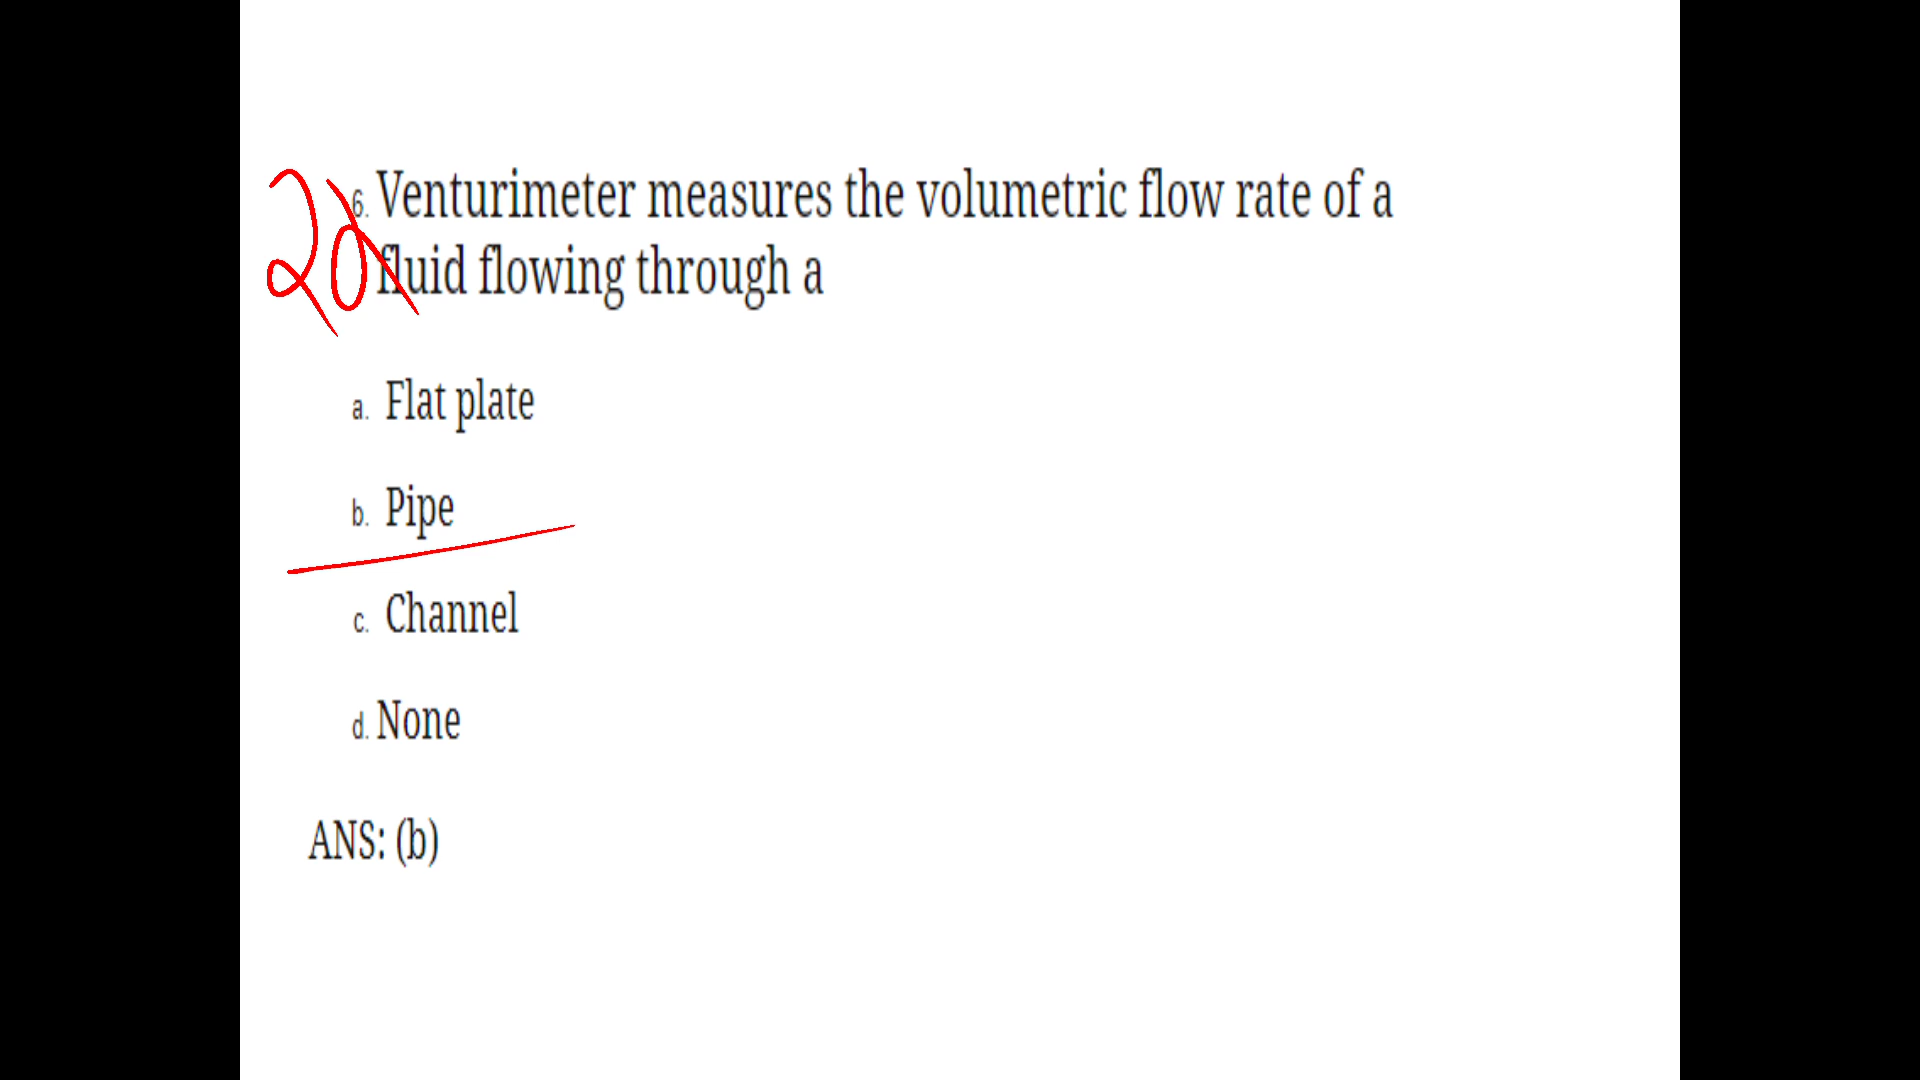 20 6. Venturimeter measures the volumetric flow rate of a
fluid flowing through a
a. Flat plate
b. Pipe
c. Channel
d. None
ANS: (b)